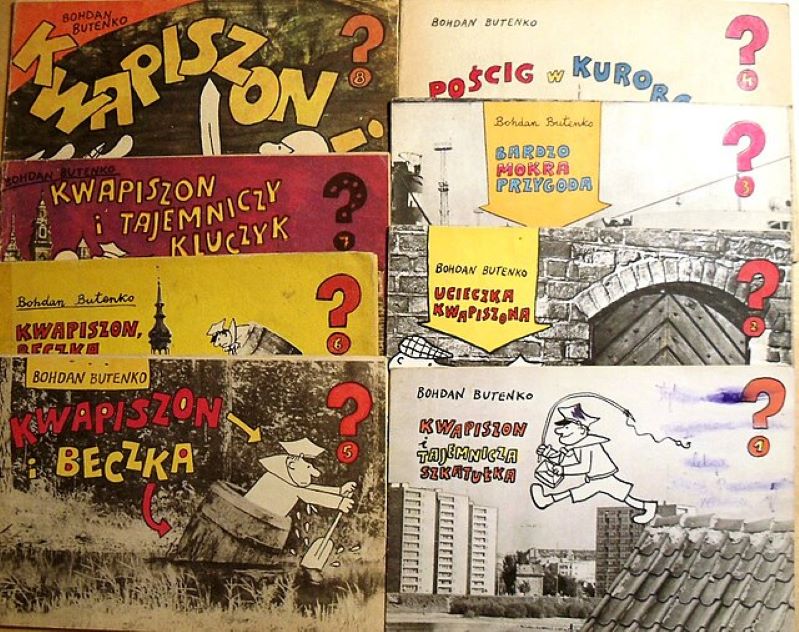 BOHDAN
BUTENKO
KWAPISZON
?
8
BOHDAN BUTENKO
KWAPISZON
i TAJEMNICZY
KLUCZYK
?
7
Bohdan Butenko
KWAPISZON,
BECZKA
?
6
BOHDAN BUTENKO
KWAPISZON
i BECZKA
?
5
BOHDAN BUTENKO
POŚCIG W
?
4
Bohdan Butenko
BARDZO
MOKRA
PRZYGODA
?
3
BOHDAN BUTENKO
UCIECZKA
KWAPISZONA
?
2
BOHDAN BUTENKO
KWAPISZON
i
TAJEMNICZA
SZKATUŁKA
?
1